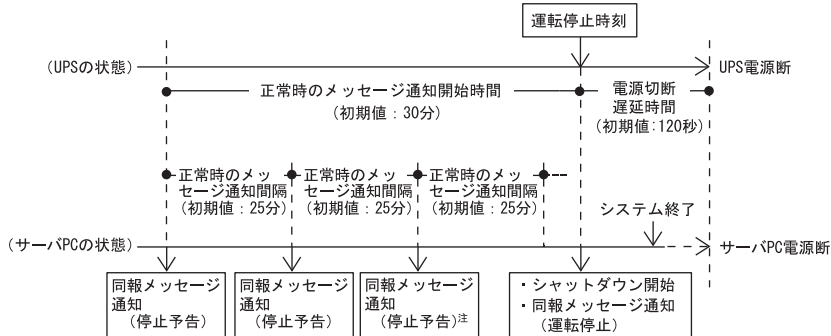 運転停止時刻
(UPSの状態)
UPS電源断
正常時のメッセージ通知開始時間
(初期値：30分)
電源切断
遅延時間
(初期値:120秒)
正常時のメッ
セージ通知間隔
(初期値：25分)
正常時のメッ
セージ通知間隔
(初期値：25分)
正常時のメッ
セージ通知間隔
(初期値：25分)
システム終了
(サーバPCの状態)
サーバPC電源断
同報メッセージ
通知
(停止予告)
同報メッセージ
通知
(停止予告)
同報メッセージ
通知
(停止予告)注
・シャットダウン開始
・同報メッセージ通知
(運転停止)